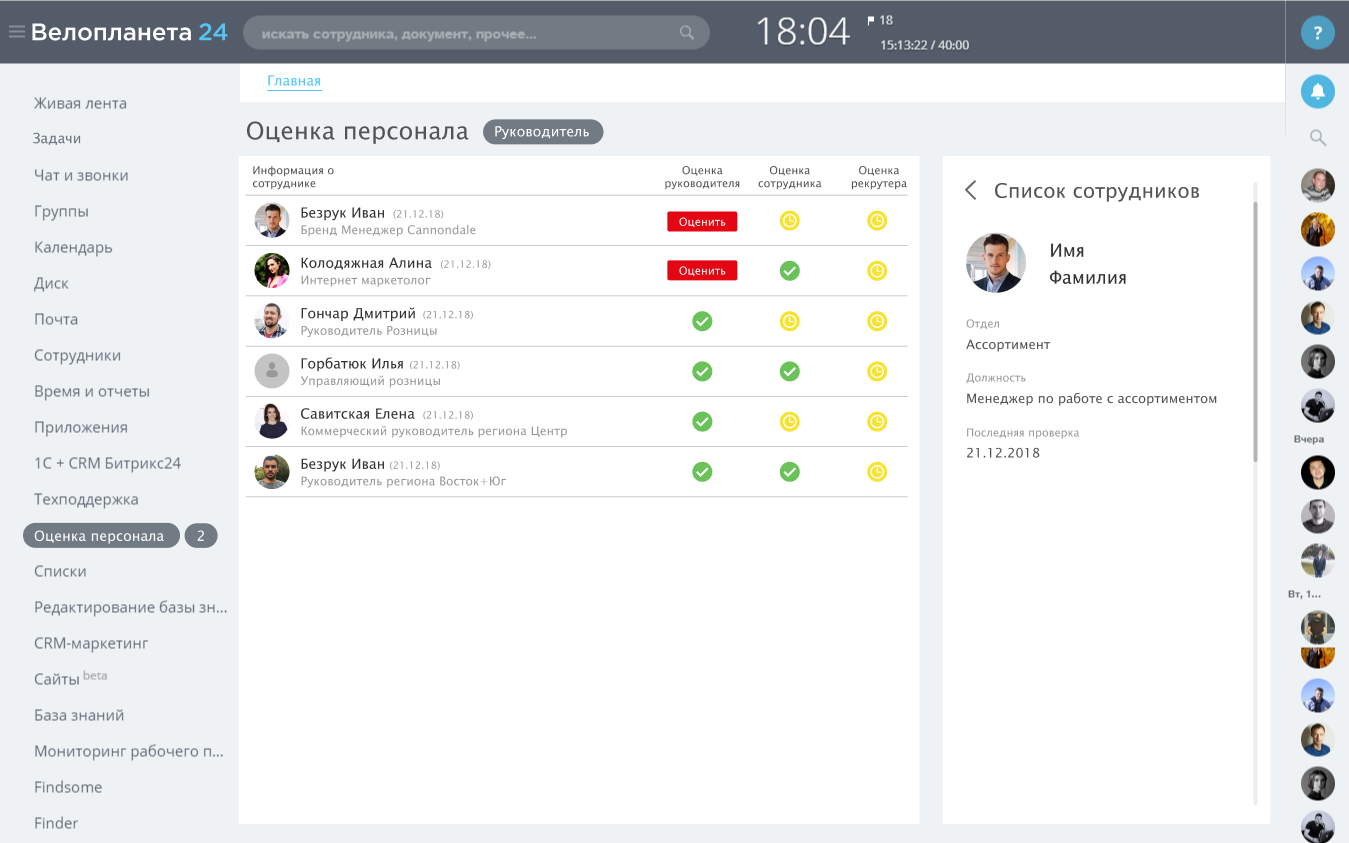 Велопланета 24
искать сотрудника, документ, прочее...
18:04
18
15:13:22 / 40:00
?
Живая лента
Задачи
Чат и звонки
Группы
Календарь
Диск
Почта
Сотрудники
Время и отчеты
Приложения
1С + CRM Битрикс24
Техподдержка
Оценка персонала 2
Списки
Редактирование базы зн...
CRM-маркетинг
Сайты beta
База знаний
Мониторинг рабочего п...
Findsome
Finder
Главная
Оценка персонала Руководитель
Информация о
сотруднике
Оценка
руководителя
Оценка
сотрудника
Оценка
рекрутера
Безрук Иван (21.12.18)
Бренд Менеджер Cannondale
Оценить
Колодяжная Алина (21.12.18)
Интернет маркетолог
Оценить
Гончар Дмитрий (21.12.18)
Руководитель Розницы
Горбатюк Илья (21.12.18)
Управляющий розницы
Савитская Елена (21.12.18)
Коммерческий руководитель региона Центр
Безрук Иван (21.12.18)
Руководитель региона Восток+Юг
Список сотрудников
Имя
Фамилия
Отдел
Ассортимент
Должность
Менеджер по работе с ассортиментом
Последняя проверка
21.12.2018
Вчера
Вт, 1...